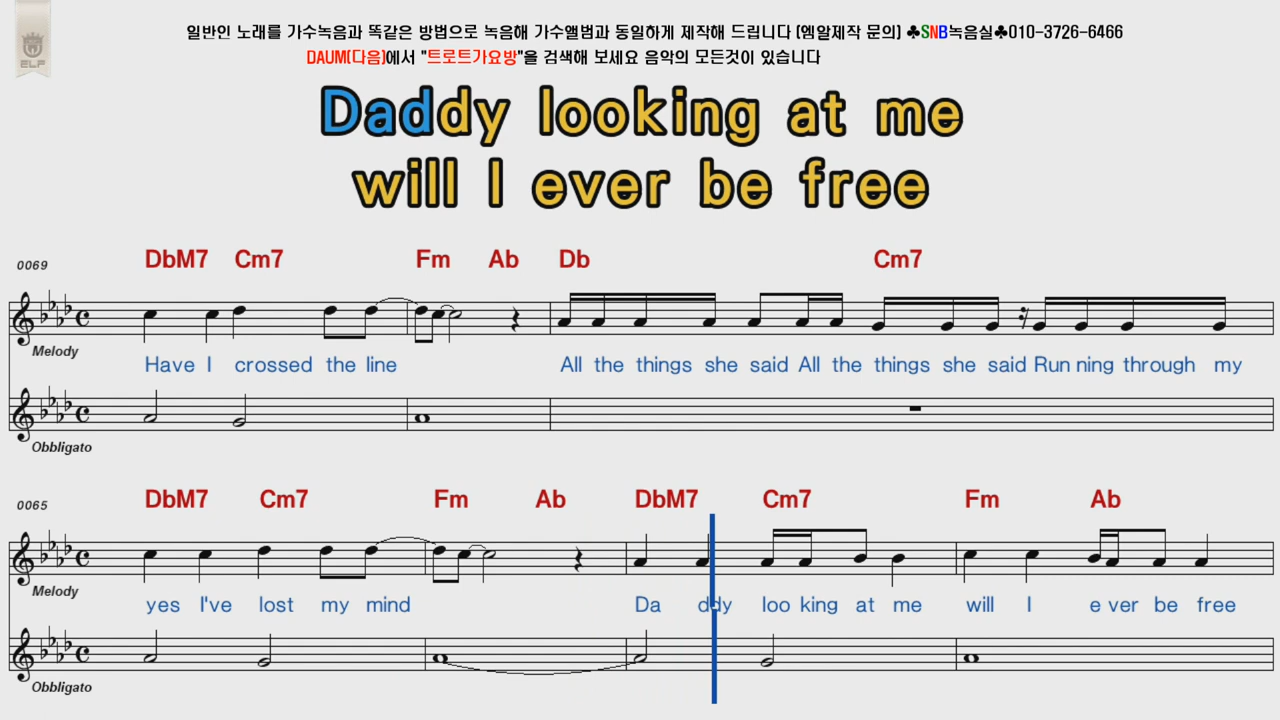 일반인 노래를 가수녹음과 똑같은 방법으로 녹음해 가수앨범과 동일하게 제작해 드립니다 (엠알제작 문의) ♣SNB녹음실♣010-3726-6466
DAUM(다음)에서 "트로트가요방"을 검색해 보세요 음악의 모든것이 있습니다
ELF
Daddy looking at me
will I ever be free
0069 DbM7 Cm7 Fm Ab Db Cm7
Melody
Have I crossed the line All the things she said All the things she said Run ning through my
Obbligato
0065 DbM7 Cm7 Fm Ab DbM7 Cm7 Fm Ab
Melody
yes I've lost my mind Da ddy loo king at me will I e ver be free
Obbligato